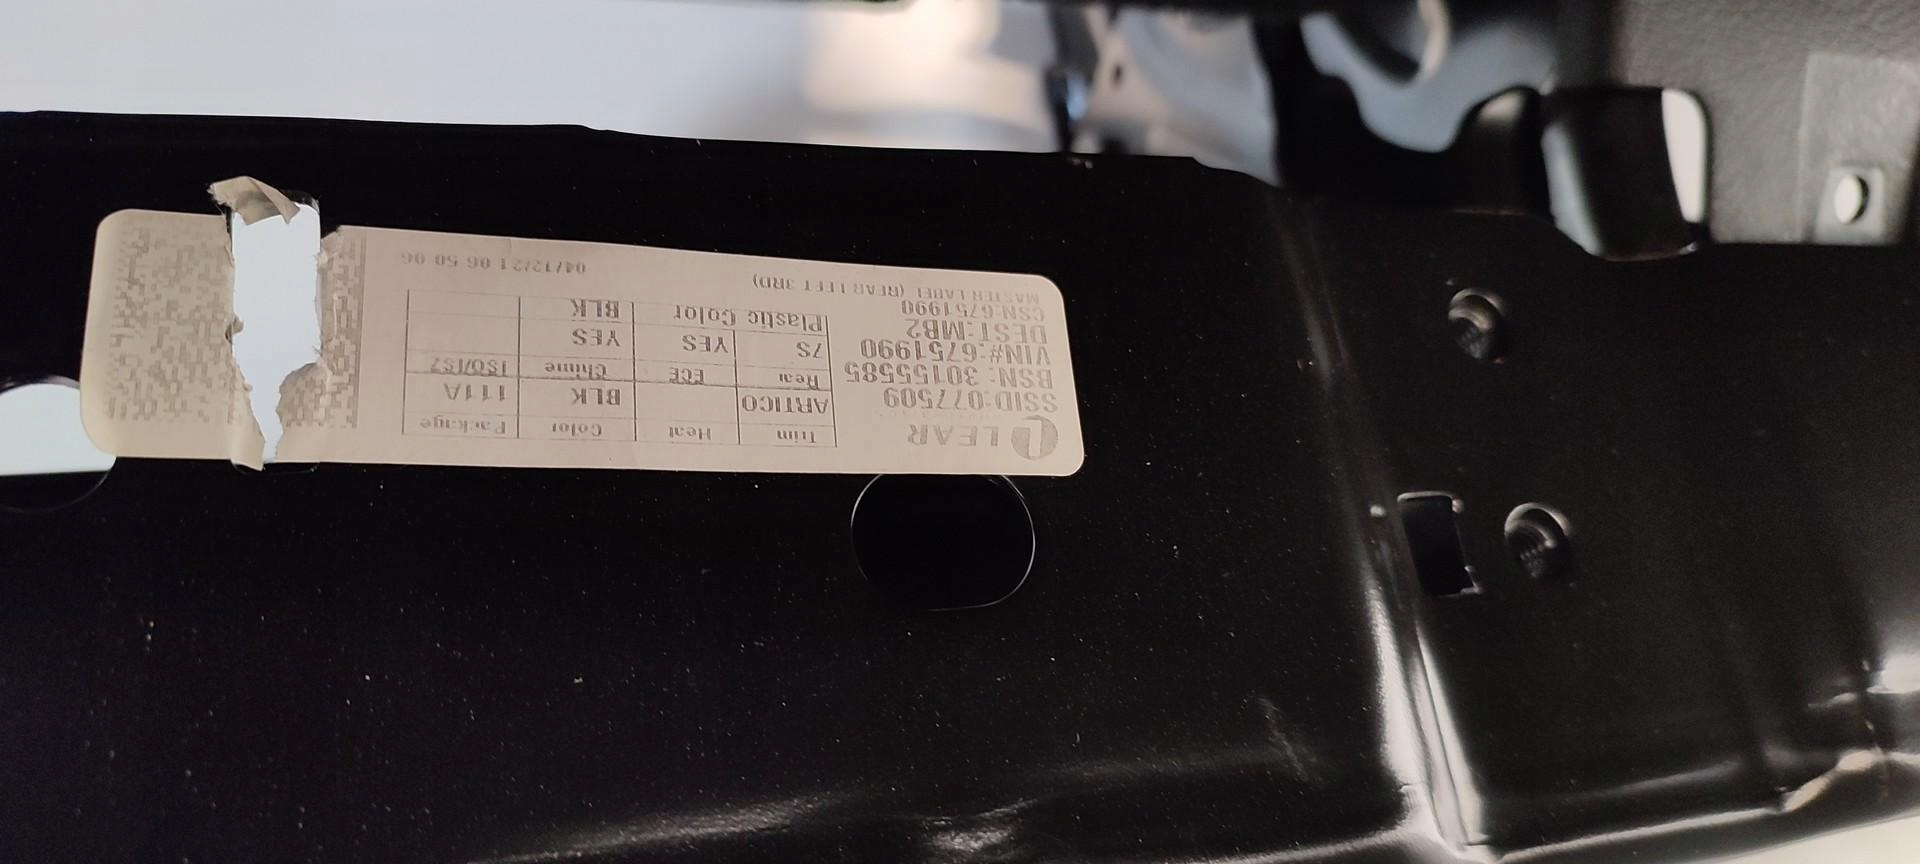 LEAR
SSID:077509
BSN: 30155585
VIN#:6751990
DEST:MB2
CSN:6751990
MASTER LABEL (REAR LEFT 3RD)
Trim Heat Color Package
ARTICO BLK 111A
Rear ECE Chime ISO/IS7
7S YES YES
Plastic Color BLK
04/12/21 06 50 06